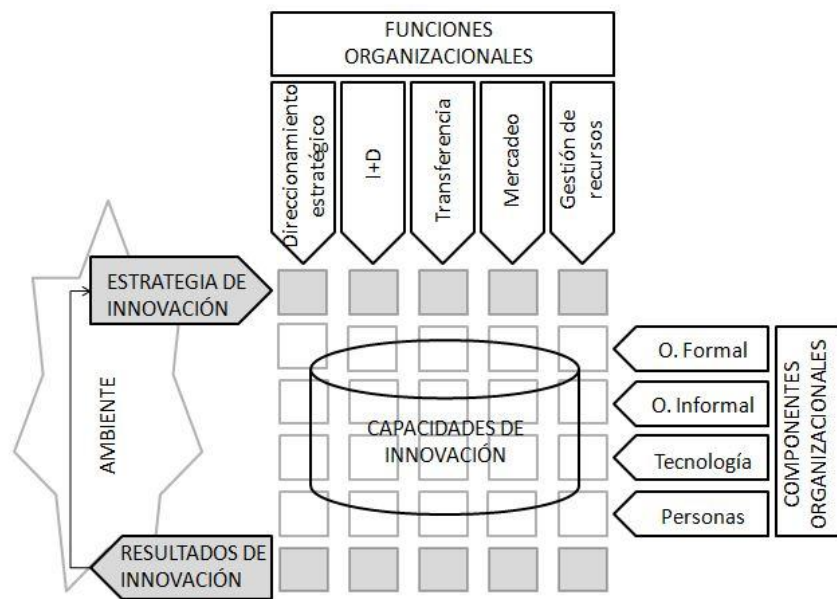 FUNCIONES
ORGANIZACIONALES
Direccionamiento
estratégico
I+D
Transferencia
Mercadeo
Gestión de
recursos
ESTRATEGIA DE
INNOVACIÓN
AMBIENTE
CAPACIDADES DE
INNOVACIÓN
O. Formal
O. Informal
Tecnología
Personas
COMPONENTES
ORGANIZACIONALES
RESULTADOS DE
INNOVACIÓN